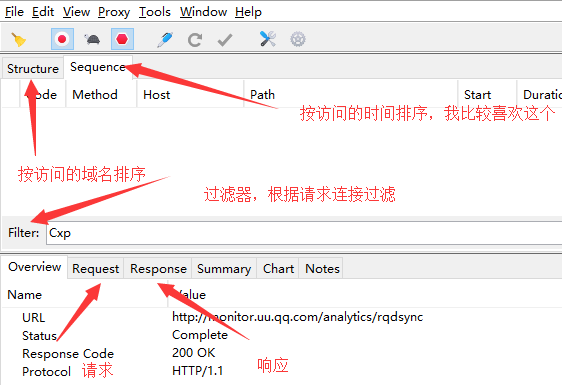 File Edit View Proxy Tools Window Help
Structure Sequence
Code Method Host Path Start Duratio
按访问的时间排序，我比较喜欢这个
按访问的域名排序
过滤器，根据请求连接过滤
Filter: Cxp
Overview Request Response Summary Chart Notes
Name Value
URL http://monitor.uu.qq.com/analytics/rqdsync
Status Complete
Response Code 200 OK
Protocol HTTP/1.1
请求
响应